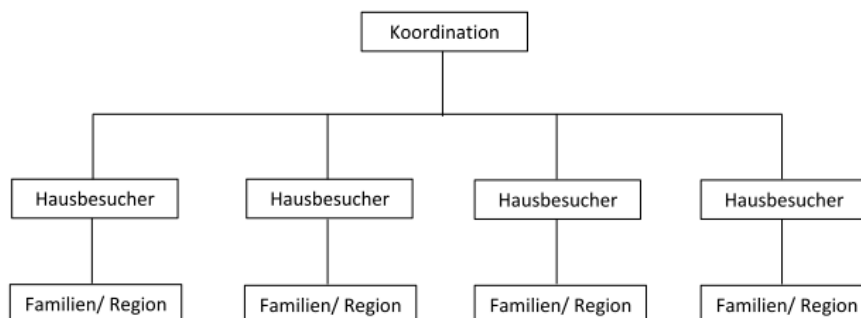 Koordination
Hausbesucher
Hausbesucher
Hausbesucher
Hausbesucher
Familien/ Region
Familien/ Region
Familien/ Region
Familien/ Region